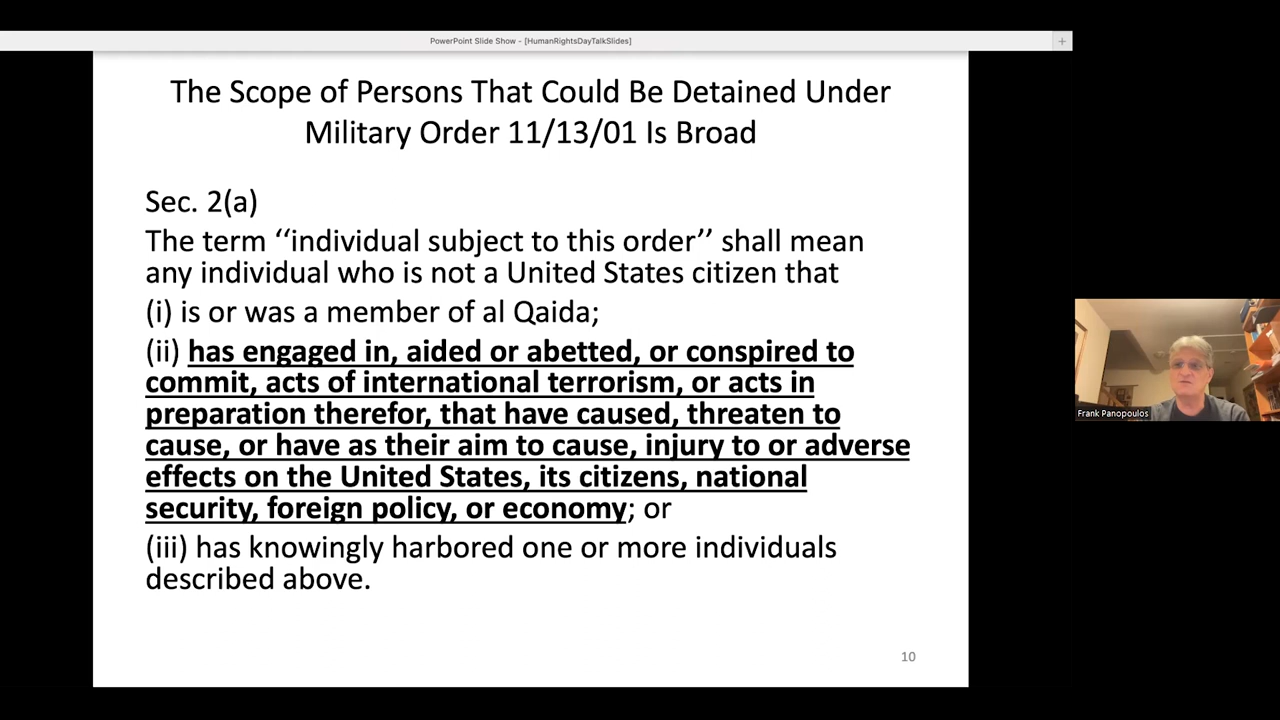 PowerPoint Slide Show - [HumanRightsDayTalkSlides]
The Scope of Persons That Could Be Detained Under
Military Order 11/13/01 Is Broad
Sec. 2(a)
The term ‘‘individual subject to this order’’ shall mean
any individual who is not a United States citizen that
(i) is or was a member of al Qaida;
(ii) has engaged in, aided or abetted, or conspired to
commit, acts of international terrorism, or acts in
preparation therefor, that have caused, threaten to
cause, or have as their aim to cause, injury to or adverse
effects on the United States, its citizens, national
security, foreign policy, or economy; or
(iii) has knowingly harbored one or more individuals
described above.
10
Frank Panopoulos